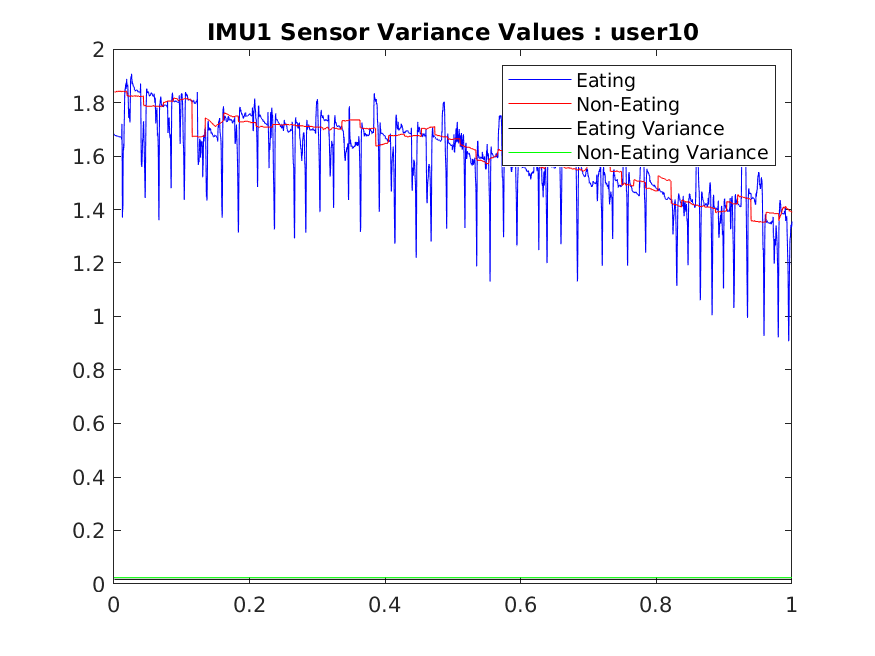 IMU1 Sensor Variance Values : user10
2
1.8
1.6
1.4
1.2
1
0.8
0.6
0.4
0.2
0
Eating
Non-Eating
Eating Variance
Non-Eating Variance
0 0.2 0.4 0.6 0.8 1